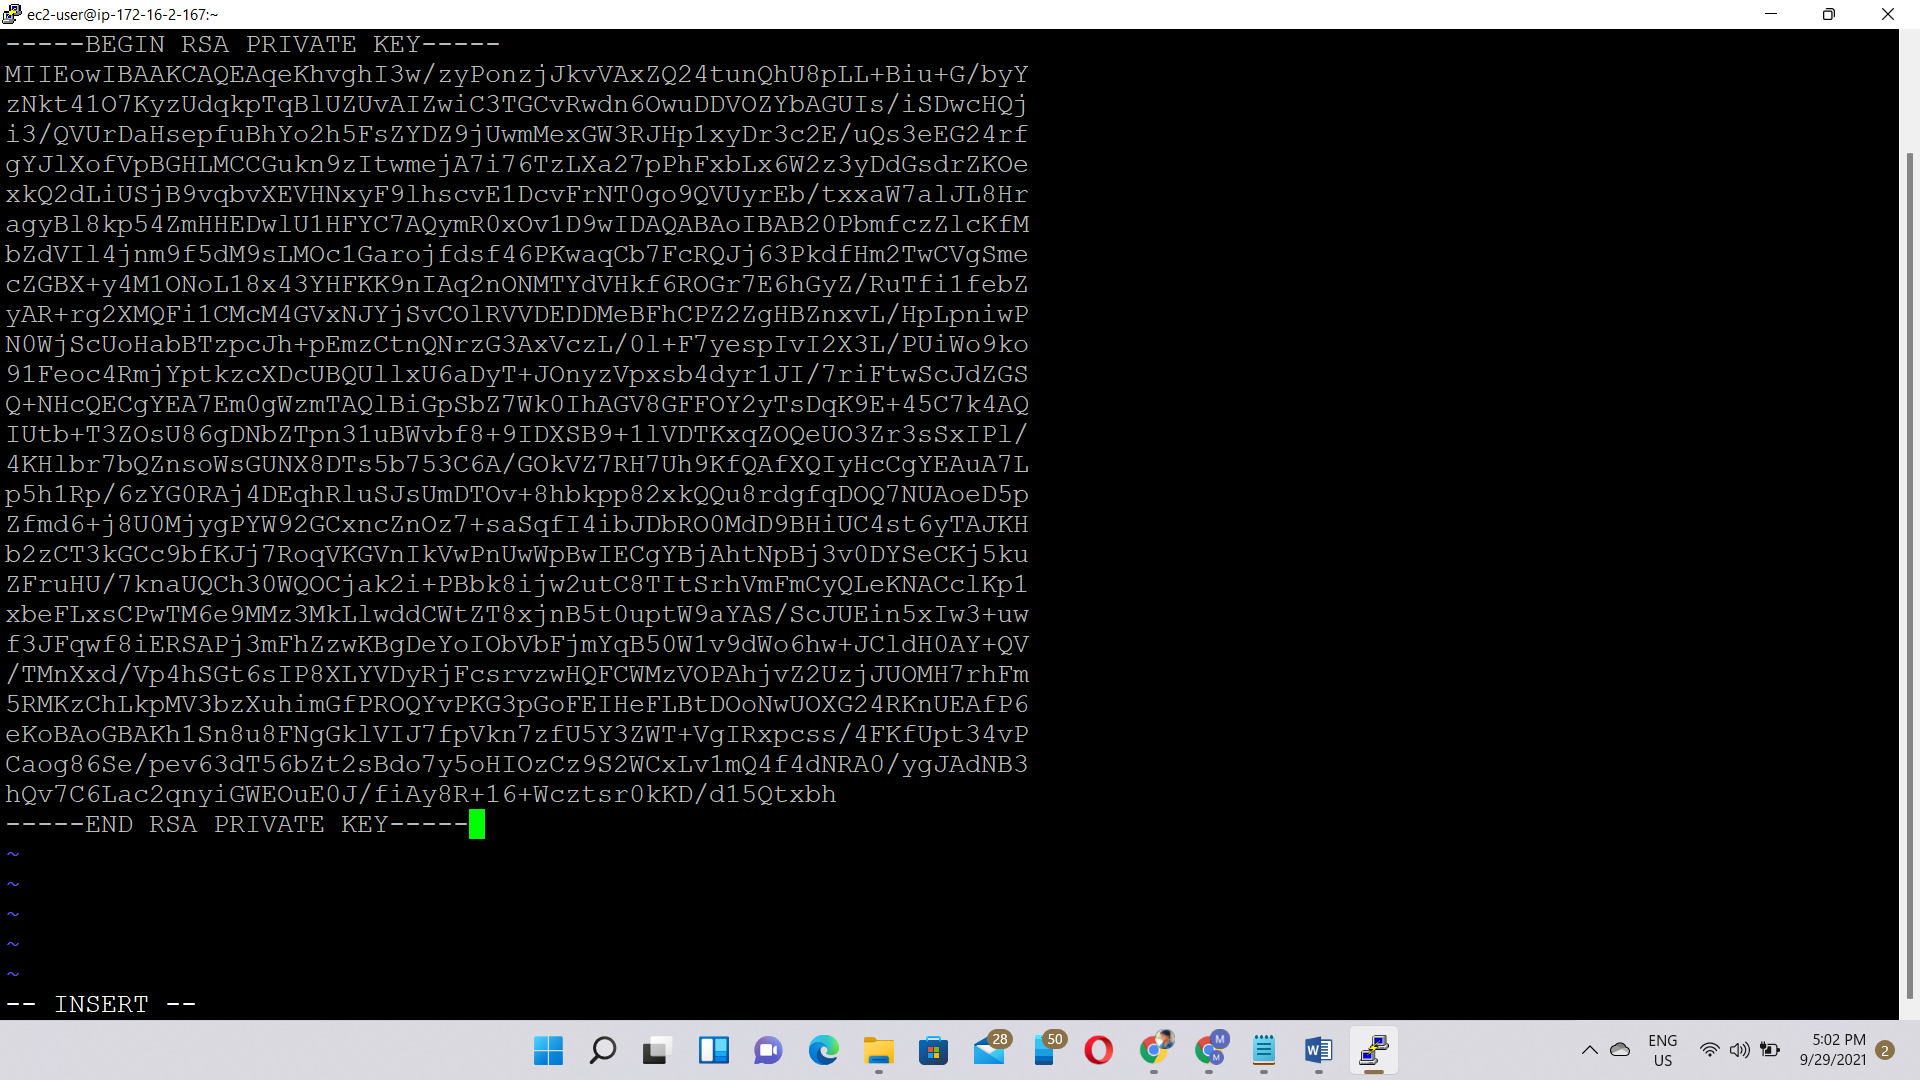 ec2-user@ip-172-16-2-167:~
-----BEGIN RSA PRIVATE KEY-----
MIIEowIBAAKCAQEAqeKhvghI3w/zyPonzjJkvVAxZQ24tunQhU8pLL+Biu+G/byY
zNkt41O7KyzUdqkpTqBlUZUvAIZwiC3TGCvRwdn6OwuDDVOZYbAGUIs/iSDwcHQj
i3/QVUrDaHsepfuBhYo2h5FsZYDZ9jUwmMexGW3RJHp1xyDr3c2E/uQs3eEG24rf
gYJlXofVpBGHLMCCGukn9zItwmejA7i76TzLXa27pPhFxbLx6W2z3yDdGsdrZKOe
xkQ2dLiUSjB9vqbvXEVHNxyF9lhscvE1DcvFrNT0go9QVUyrEb/txxaW7alJL8Hr
agyBl8kp54ZmHHEDwlU1HFYC7AQymR0xOv1D9wIDAQABAoIBAB20PbmfczZlcKfM
bZdVIl4jnm9f5dM9sLMOc1Garojfdsf46PKwaqCb7FcRQJj63PkdfHm2TwCVgSme
cZGBX+y4M1ONoL18x43YHFKK9nIAq2nONMTYdVHkf6ROGr7E6hGyZ/RuTfi1febZ
yAR+rg2XMQFi1CMcM4GVxNJYjSvCOlRVVDEDDMeBFhCPZ2ZgHBZnxvL/HpLpniwP
N0WjScUoHabBTzpcJh+pEmzCtnQNrzG3AxVczL/0l+F7yespIvI2X3L/PUiWo9ko
91Feoc4RmjYptkzcXDcUBQUllxU6aDyT+JOnyzVpxsb4dyr1JI/7riFtwScJdZGS
Q+NHcQECgYEA7Em0gWzmTAQlBiGpSbZ7Wk0IhAGV8GFFOY2yTsDqK9E+45C7k4AQ
IUtb+T3ZOsU86gDNbZTpn31uBWvbf8+9IDXSB9+1lVDTKxqZOQeUO3Zr3sSxIPl/
4KHlbr7bQZnsoWsGUNX8DTs5b753C6A/GOkVZ7RH7Uh9KfQAfXQIyHcCgYEAuA7L
p5h1Rp/6zYG0RAj4DEqhRluSJsUmDTOv+8hbkpp82xkQQu8rdgfqDOQ7NUAoeD5p
Zfmd6+j8U0MjygPYW92GCxncZnOz7+saSqfI4ibJDbRO0MdD9BHiUC4st6yTAJKH
b2zCT3kGCc9bfKJj7RoqVKGVnIkVwPnUwWpBwIECgYBjAhtNpBj3v0DYSeCKj5ku
ZFruHU/7knaUQCh30WQOCjak2i+PBbk8ijw2utC8TItSrhVmFmCyQLeKNACclKp1
xbeFLxsCPwTM6e9MMz3MkLlwddCWtZT8xjnB5t0uptW9aYAS/ScJUEin5xIw3+uw
f3JFqwf8iERSAPj3mFhZzwKBgDeYoIObVbFjmYqB50W1v9dWo6hw+JCldH0AY+QV
/TMnXxd/Vp4hSGt6sIP8XLYVDyRjFcsrvzwHQFCWMzVOPAhjvZ2UzjJUOMH7rhFm
5RMKzChLkpMV3bzXuhimGfPROQYvPKG3pGoFEIHeFLBtDOoNwUOXG24RKnUEAfP6
eKoBAoGBAKh1Sn8u8FNgGklVIJ7fpVkn7zfU5Y3ZWT+VgIRxpcss/4FKfUpt34vP
Caog86Se/pev63dT56bZt2sBdo7y5oHIOzCz9S2WCxLv1mQ4f4dNRA0/ygJAdNB3
hQv7C6Lac2qnyiGWEOuE0J/fiAy8R+16+Wcztsr0kKD/d15Qtxbh
-----END RSA PRIVATE KEY-----
~
~
~
~
~
-- INSERT --
28
50
M
M
ENG
US
5:02 PM
9/29/2021
2